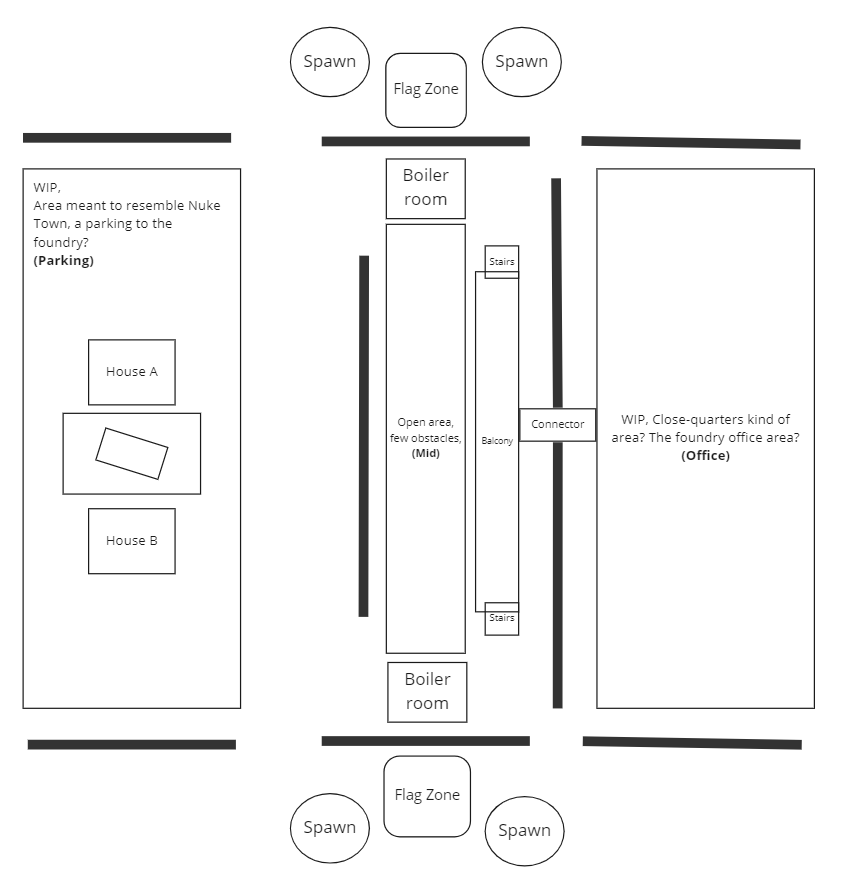 Spawn
Flag Zone
Spawn
WIP,
Area meant to resemble Nuke
Town, a parking to the
foundry?
(Parking)
Boiler
room
Stairs
House A
Open area,
few obstacles,
(Mid)
Balcony
Connector
WIP, Close-quarters kind of
area? The foundry office area?
(Office)
House B
Stairs
Boiler
room
Flag Zone
Spawn
Spawn